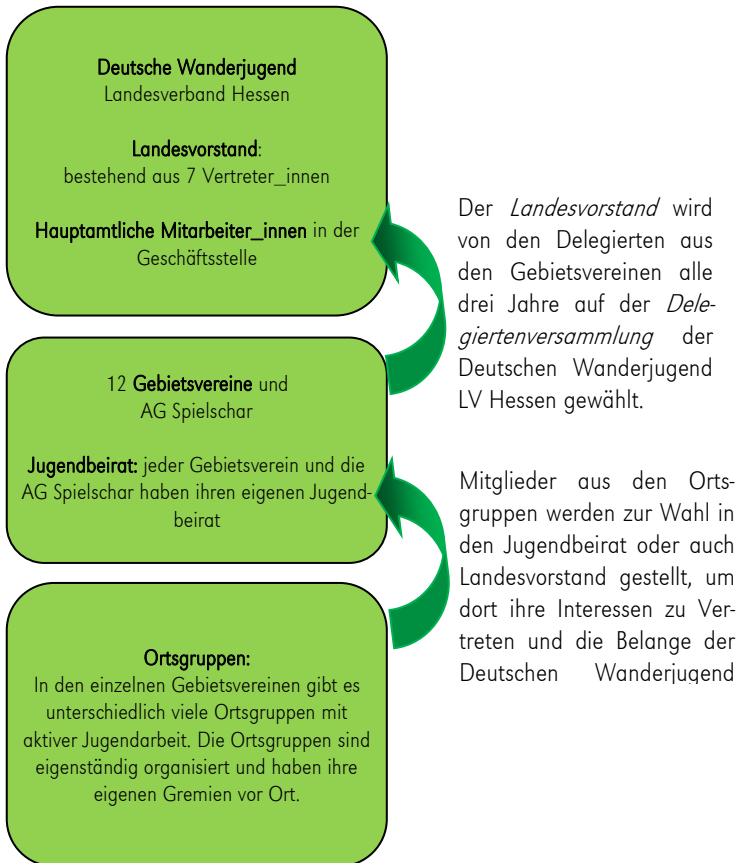 Deutsche Wanderjugend
Landesverband Hessen
Landesvorstand:
bestehend aus 7 Vertreter_innen
Hauptamtliche Mitarbeiter_innen in der
Geschäftsstelle
Der Landesvorstand wird
von den Delegierten aus
den Gebietsvereinen alle
drei Jahre auf der Dele-
giertenversammlung der
Deutschen Wanderjugend
LV Hessen gewählt.
12 Gebietsvereine und
AG Spielschar
Jugendbeirat: jeder Gebietsverein und die
AG Spielschar haben ihren eigenen Jugend-
beirat
Mitglieder aus den Orts-
gruppen werden zur Wahl in
den Jugendbeirat oder auch
Landesvorstand gestellt, um
dort ihre Interessen zu Ver-
treten und die Belange der
Deutschen Wanderjugend
Ortsgruppen:
In den einzelnen Gebietsvereinen gibt es
unterschiedlich viele Ortsgruppen mit
aktiver Jugendarbeit. Die Ortsgruppen sind
eigenständig organisiert und haben ihre
eigenen Gremien vor Ort.